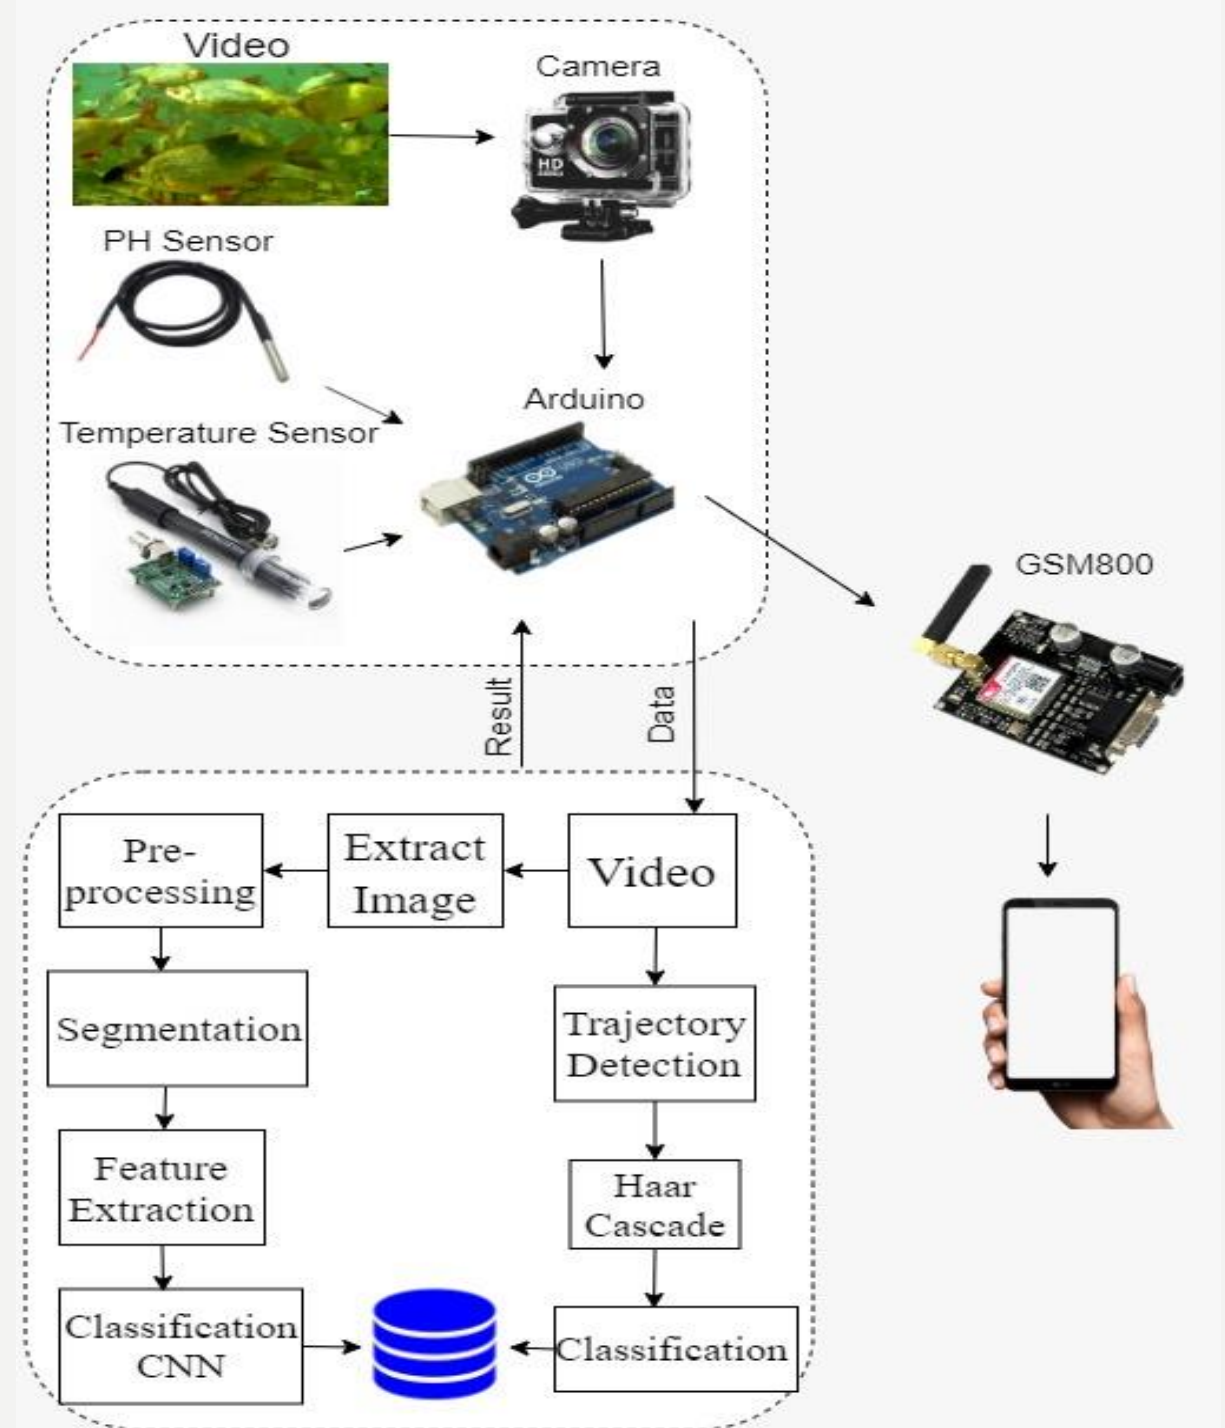 Video
Camera
HD
PH Sensor
Arduino
Temperature Sensor
GSM800
Result
Data
Pre-
processing
Extract
Image
Video
Segmentation
Trajectory
Detection
Feature
Extraction
Haar
Cascade
Classification
CNN
Classification